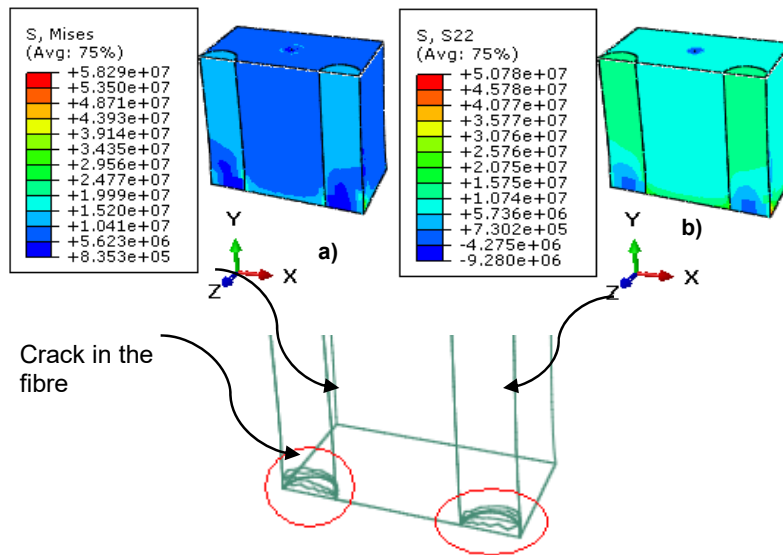 S, Mises
(Avg: 75%)
+5.829e+07
+5.350e+07
+4.871e+07
+4.393e+07
+3.914e+07
+3.435e+07
+2.956e+07
+2.477e+07
+1.999e+07
+1.520e+07
+1.041e+07
+5.623e+06
+8.353e+05
Y
X
Z
a)
S, S22
(Avg: 75%)
+5.078e+07
+4.578e+07
+4.077e+07
+3.577e+07
+3.076e+07
+2.576e+07
+2.075e+07
+1.575e+07
+1.074e+07
+5.736e+06
+7.302e+05
-4.275e+06
-9.280e+06
Y
X
Z
b)
Crack in the
fibre